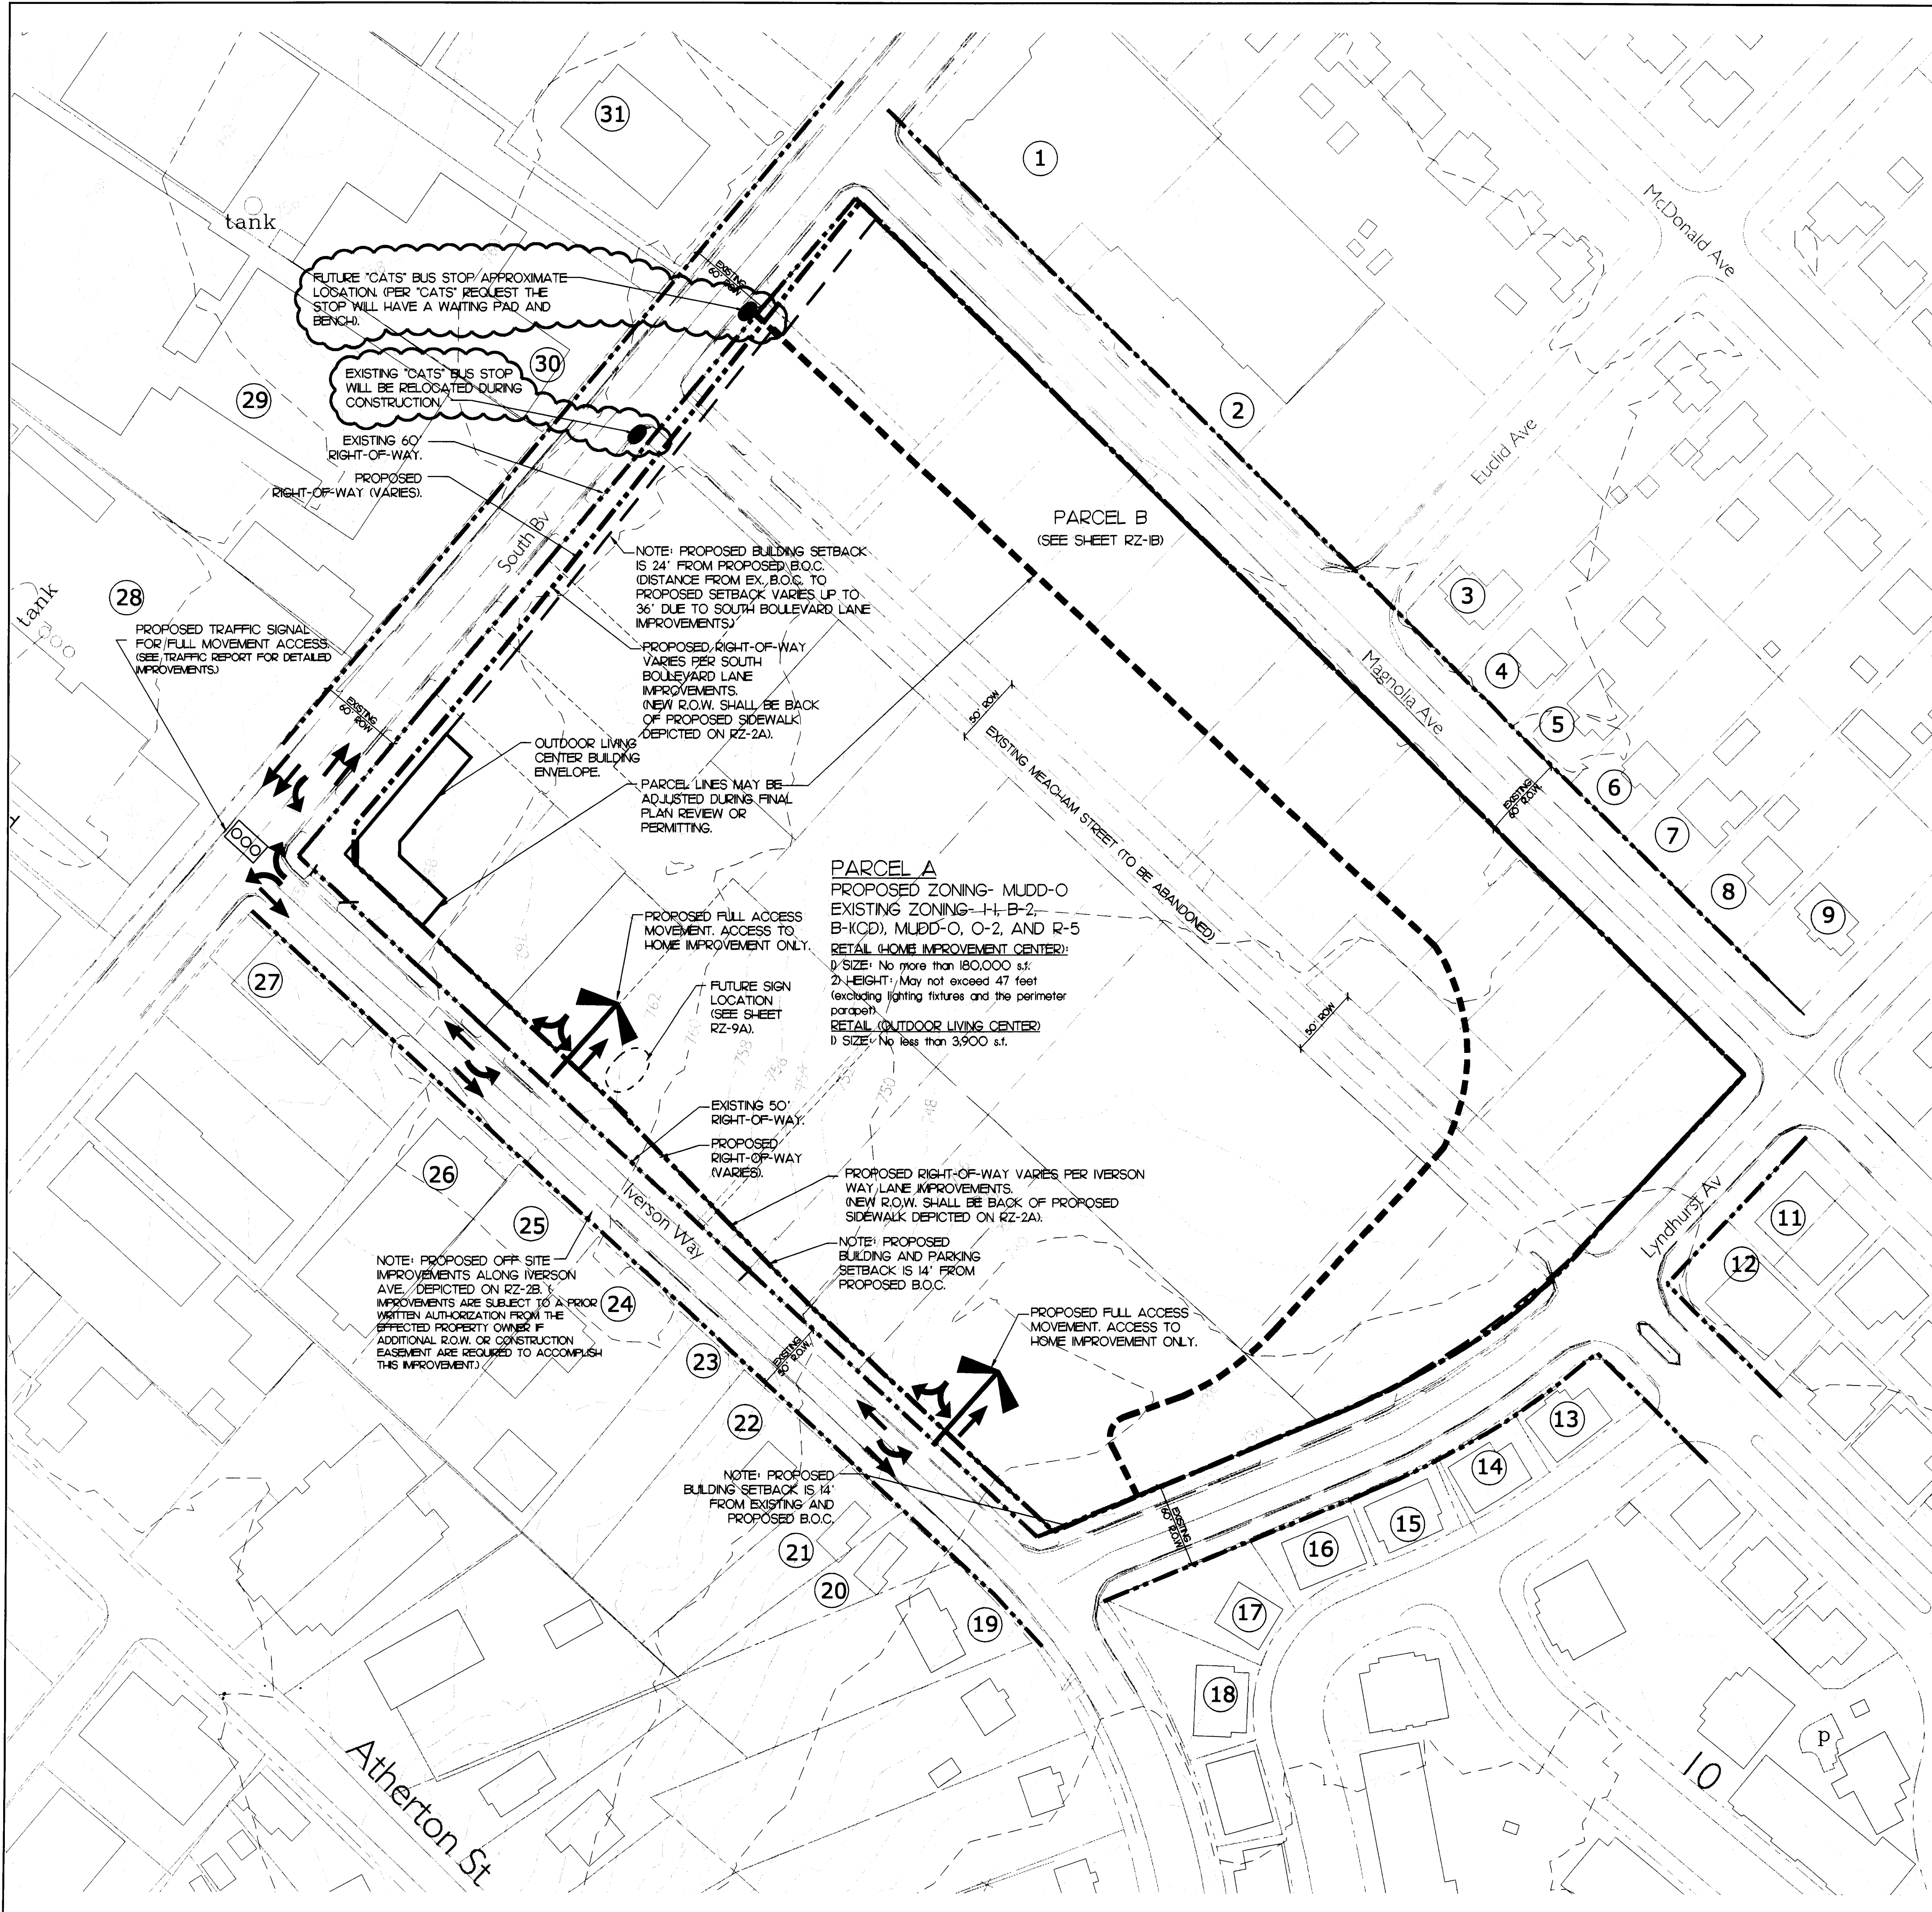 31
1
McDonald Ave
tank
EXISTING
60' ROW
FUTURE "CATS" BUS STOP APPROXIMATE
LOCATION. (PER "CATS" REQUEST THE
STOP WILL HAVE A WAITING PAD AND
BENCH).
30
EXISTING "CATS" BUS STOP
WILL BE RELOCATED DURING
CONSTRUCTION.
29
2
EXISTING 60'
RIGHT-OF-WAY.
PROPOSED
RIGHT-OF-WAY (VARIES).
Euclid Ave
South Bv
PARCEL B
(SEE SHEET RZ-1B)
NOTE: PROPOSED BUILDING SETBACK
IS 24' FROM PROPOSED B.O.C.
(DISTANCE FROM EX. B.O.C. TO
PROPOSED SETBACK VARIES UP TO
36' DUE TO SOUTH BOULEVARD LANE
IMPROVEMENTS.)
3
28
tank
PROPOSED TRAFFIC SIGNAL
FOR FULL MOVEMENT ACCESS.
(SEE TRAFFIC REPORT FOR DETAILED
IMPROVEMENTS.)
PROPOSED RIGHT-OF-WAY
VARIES PER SOUTH
BOULEVARD LANE
IMPROVEMENTS.
(NEW R.O.W. SHALL BE BACK
OF PROPOSED SIDEWALK
DEPICTED ON RZ-2A).
4
Magnolia Ave
5
EXISTING
60' ROW
50' ROW
EXISTING MEACHAM STREET (TO BE ABANDONED)
OUTDOOR LIVING
CENTER BUILDING
ENVELOPE.
PARCEL LINES MAY BE
ADJUSTED DURING FINAL
PLAN REVIEW OR
PERMITTING.
EXISTING
60' R.O.W.
6
7
8
9
PARCEL A
PROPOSED ZONING- MUDD-O
EXISTING ZONING- I-1, B-2,
B-1(CD), MUDD-O, O-2, AND R-5
RETAIL (HOME IMPROVEMENT CENTER):
1) SIZE: No more than 180,000 s.f.
2) HEIGHT: May not exceed 47 feet
(excluding lighting fixtures and the perimeter
parapet)
RETAIL (OUTDOOR LIVING CENTER)
1) SIZE: No less than 3,900 s.f.
PROPOSED FULL ACCESS
MOVEMENT. ACCESS TO
HOME IMPROVEMENT ONLY.
27
FUTURE SIGN
LOCATION
(SEE SHEET
RZ-9A).
762
758
756
752
750
748
50' ROW
EXISTING 50'
RIGHT-OF-WAY.
PROPOSED
RIGHT-OF-WAY
(VARIES).
26
PROPOSED RIGHT-OF-WAY VARIES PER IVERSON
WAY LANE IMPROVEMENTS.
(NEW R.O.W. SHALL BE BACK OF PROPOSED
SIDEWALK DEPICTED ON RZ-2A).
Iverson Way
25
Lyndhurst Av
11
12
NOTE: PROPOSED
BUILDING AND PARKING
SETBACK IS 14' FROM
PROPOSED B.O.C.
NOTE: PROPOSED OFF SITE
IMPROVEMENTS ALONG IVERSON
AVE. DEPICTED ON RZ-2B. (
IMPROVEMENTS ARE SUBJECT TO A PRIOR
WRITTEN AUTHORIZATION FROM THE
EFFECTED PROPERTY OWNER IF
ADDITIONAL R.O.W. OR CONSTRUCTION
EASEMENT ARE REQUIRED TO ACCOMPLISH
THIS IMPROVEMENT.)
24
PROPOSED FULL ACCESS
MOVEMENT. ACCESS TO
HOME IMPROVEMENT ONLY.
23
EXISTING
50' R.O.W.
22
13
14
NOTE: PROPOSED
BUILDING SETBACK IS 14'
FROM EXISTING AND
PROPOSED B.O.C.
EXISTING
60' R.O.W.
15
16
21
20
19
17
18
Atherton St
10
p